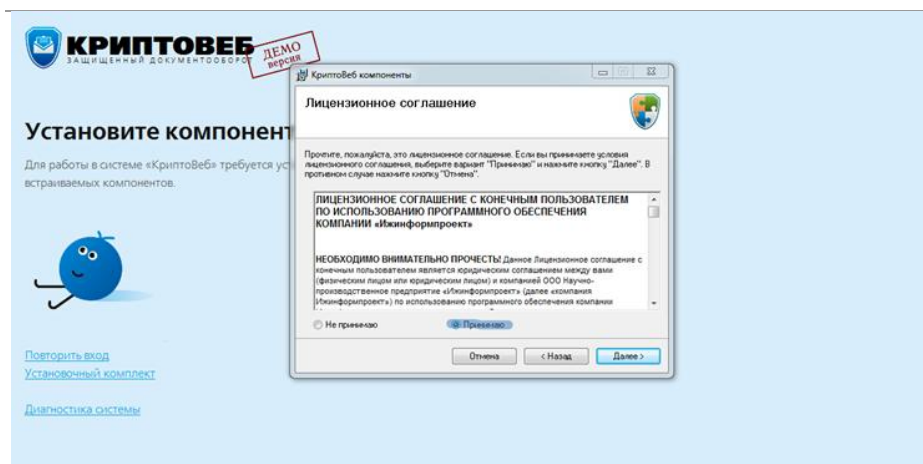 КРИПТОВЕБ
ЗАЩИЩЕННЫЙ ДОКУМЕНТООБОРОТ
ДЕМО
версия
Установите компонент
Для работы в системе «КриптоВеб» требуется уст
встраиваемых компонентов.
Повторить вход
Установочный комплект
Диагностика системы
КриптоВеб компоненты
Лицензионное соглашение
Прочтите, пожалуйста, это лицензионное соглашение. Если вы принимаете условия
лицензионного соглашения, выберите вариант "Принимаю" и нажмите кнопку "Далее". В
противном случае нажмите кнопку "Отмена".
ЛИЦЕНЗИОННОЕ СОГЛАШЕНИЕ С КОНЕЧНЫМ ПОЛЬЗОВАТЕЛЕМ
ПО ИСПОЛЬЗОВАНИЮ ПРОГРАММНОГО ОБЕСПЕЧЕНИЯ
КОМПАНИИ «Ижинформпроект»
НЕОБХОДИМО ВНИМАТЕЛЬНО ПРОЧЕСТЬ! Данное Лицензионное соглашение с
конечным пользователем является юридическим соглашением между вами
(физическим лицом или юридическим лицом) и компанией ООО Научно-
производственное предприятие «Ижинформпроект» (далее «компания
Ижинформпроект») по использованию программного обеспечения компании
Не принимаю
Принимаю
Отмена
< Назад
Далее >